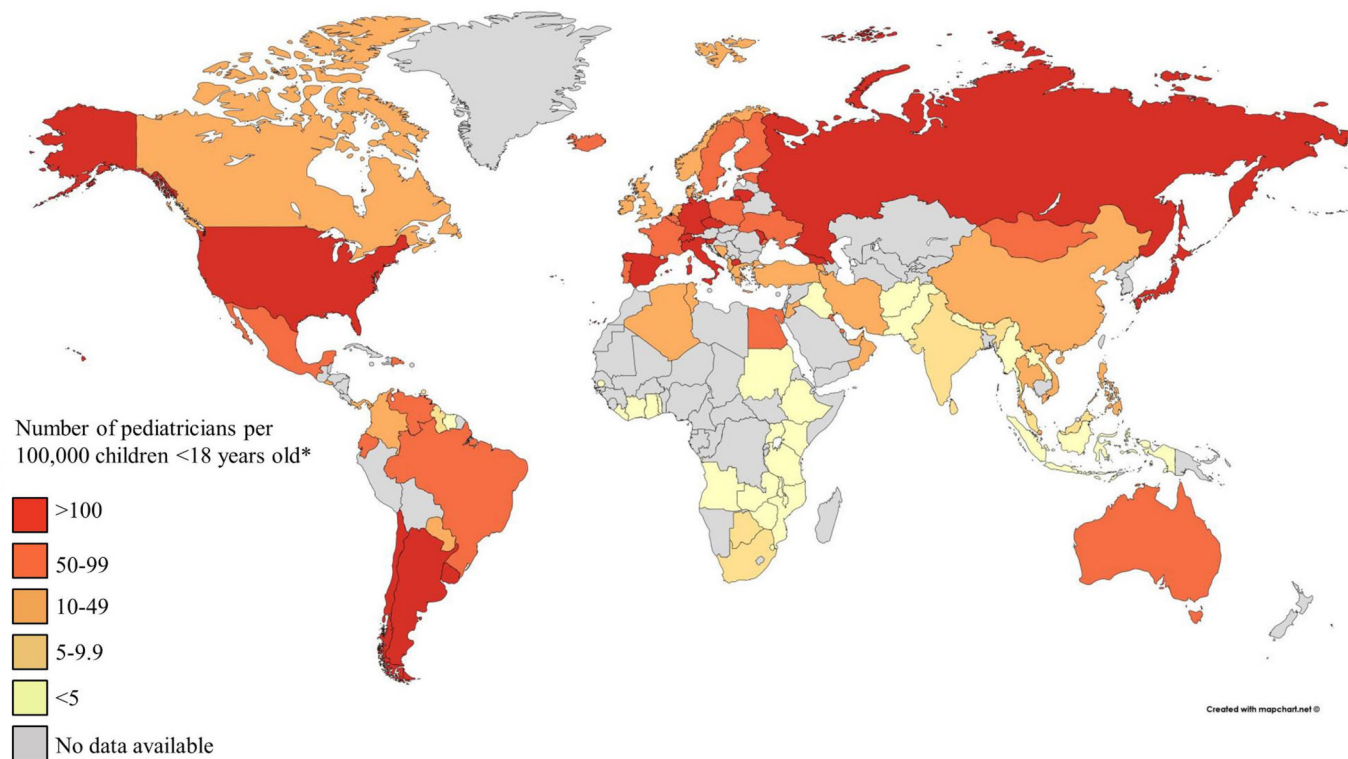 Number of pediatricians per
100,000 children <18 years old*
>100
50-99
10-49
5-9.9
<5
No data available
Created with mapchart.net ©